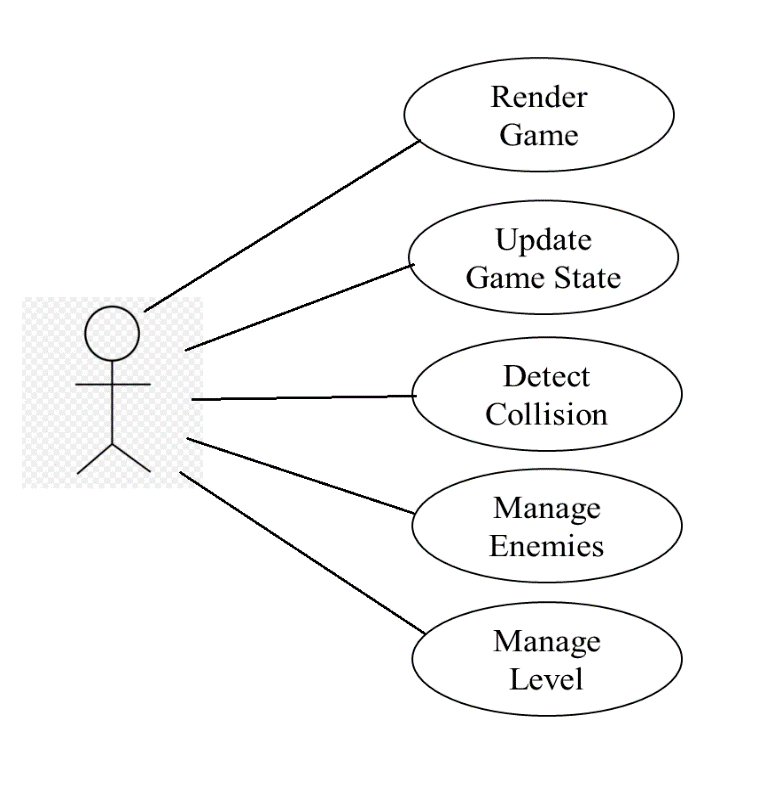 Render
Game
Update
Game State
Detect
Collision
Manage
Enemies
Manage
Level